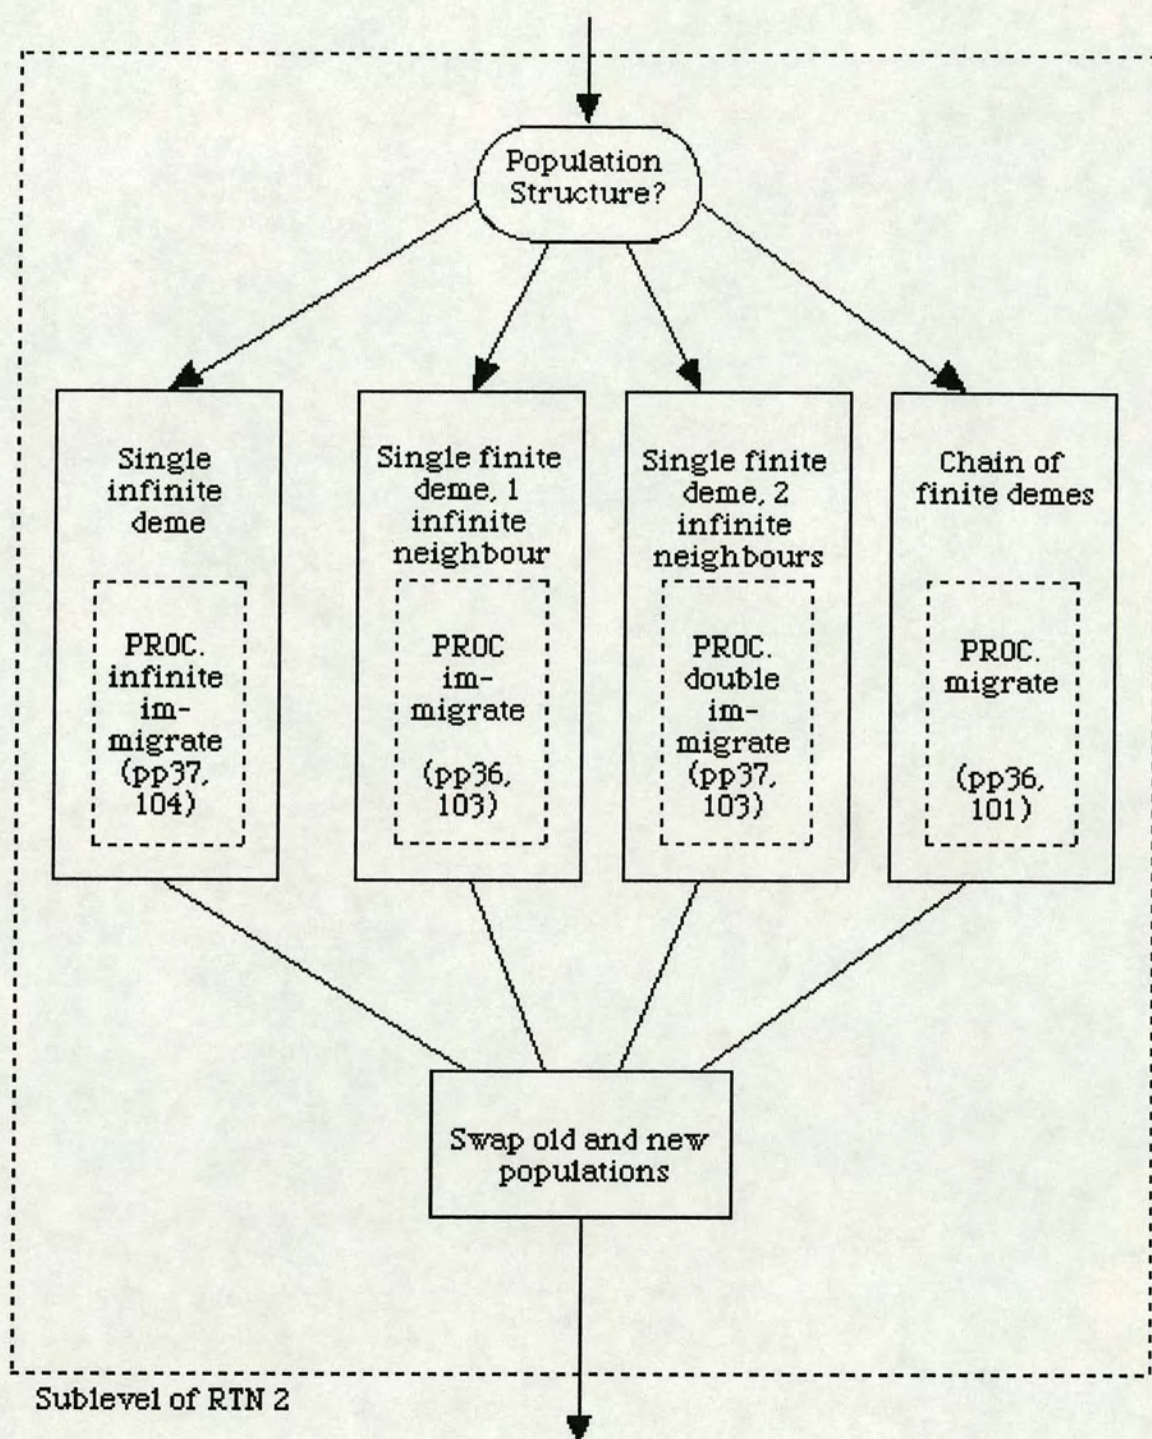 Population
Structure?
Single
infinite
deme
PROC.
infinite
im-
migrate
(pp37,
104)
Single finite
deme, 1
infinite
neighbour
PROC
im-
migrate
(pp36,
103)
Single finite
deme, 2
infinite
neighbours
PROC.
double
im-
migrate
(pp37,
103)
Chain of
finite demes
PROC.
migrate
(pp36,
101)
Swap old and new
populations
Sublevel of RTN 2